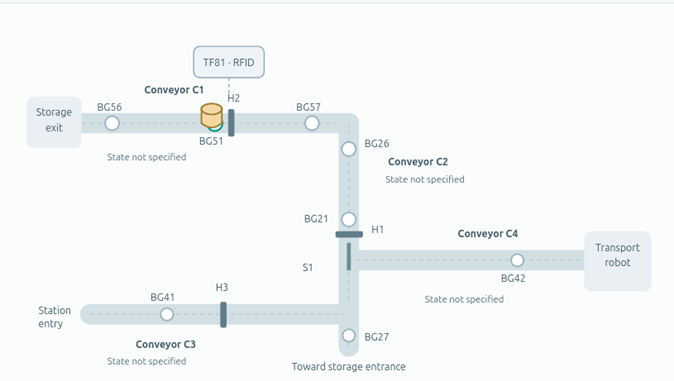 TF81 · RFID
Conveyor C1
H2
BG56
BG57
Storage
exit
BG51
BG26
State not specified
Conveyor C2
State not specified
BG21
H1
Conveyor C4
Transport
robot
S1
BG42
H3
BG41
State not specified
Station
entry
BG27
Conveyor C3
State not specified
Toward storage entrance